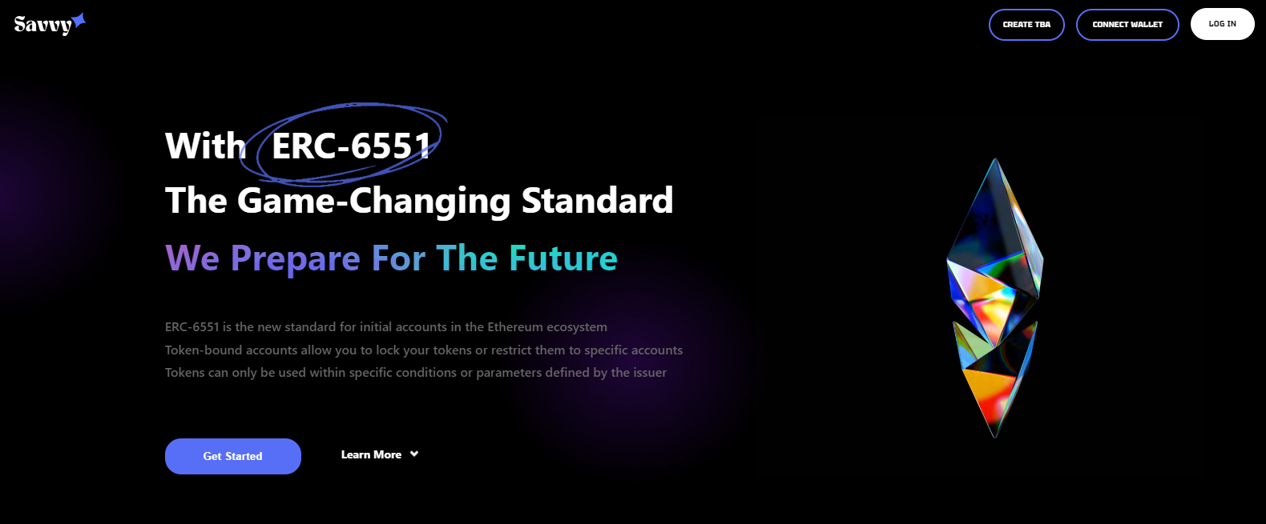 Savvy
CREATE TBA
CONNECT WALLET
LOG IN
With ERC-6551
The Game-Changing Standard
We Prepare For The Future
ERC-6551 is the new standard for initial accounts in the Ethereum ecosystem
Token-bound accounts allow you to lock your tokens or restrict them to specific accounts
Tokens can only be used within specific conditions or parameters defined by the issuer
Get Started
Learn More